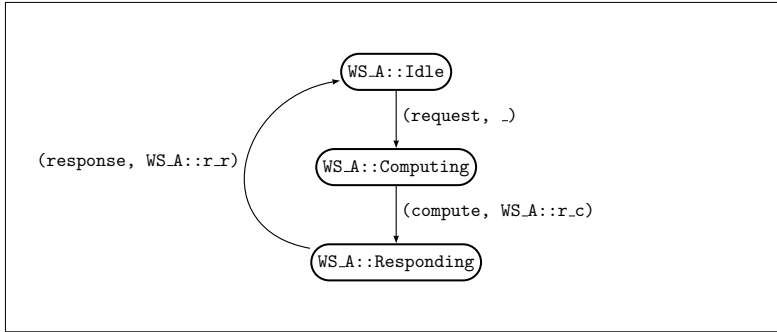 WS_A::Idle
(request, _)
(response, WS_A::r_r)
WS_A::Computing
(compute, WS_A::r_c)
WS_A::Responding